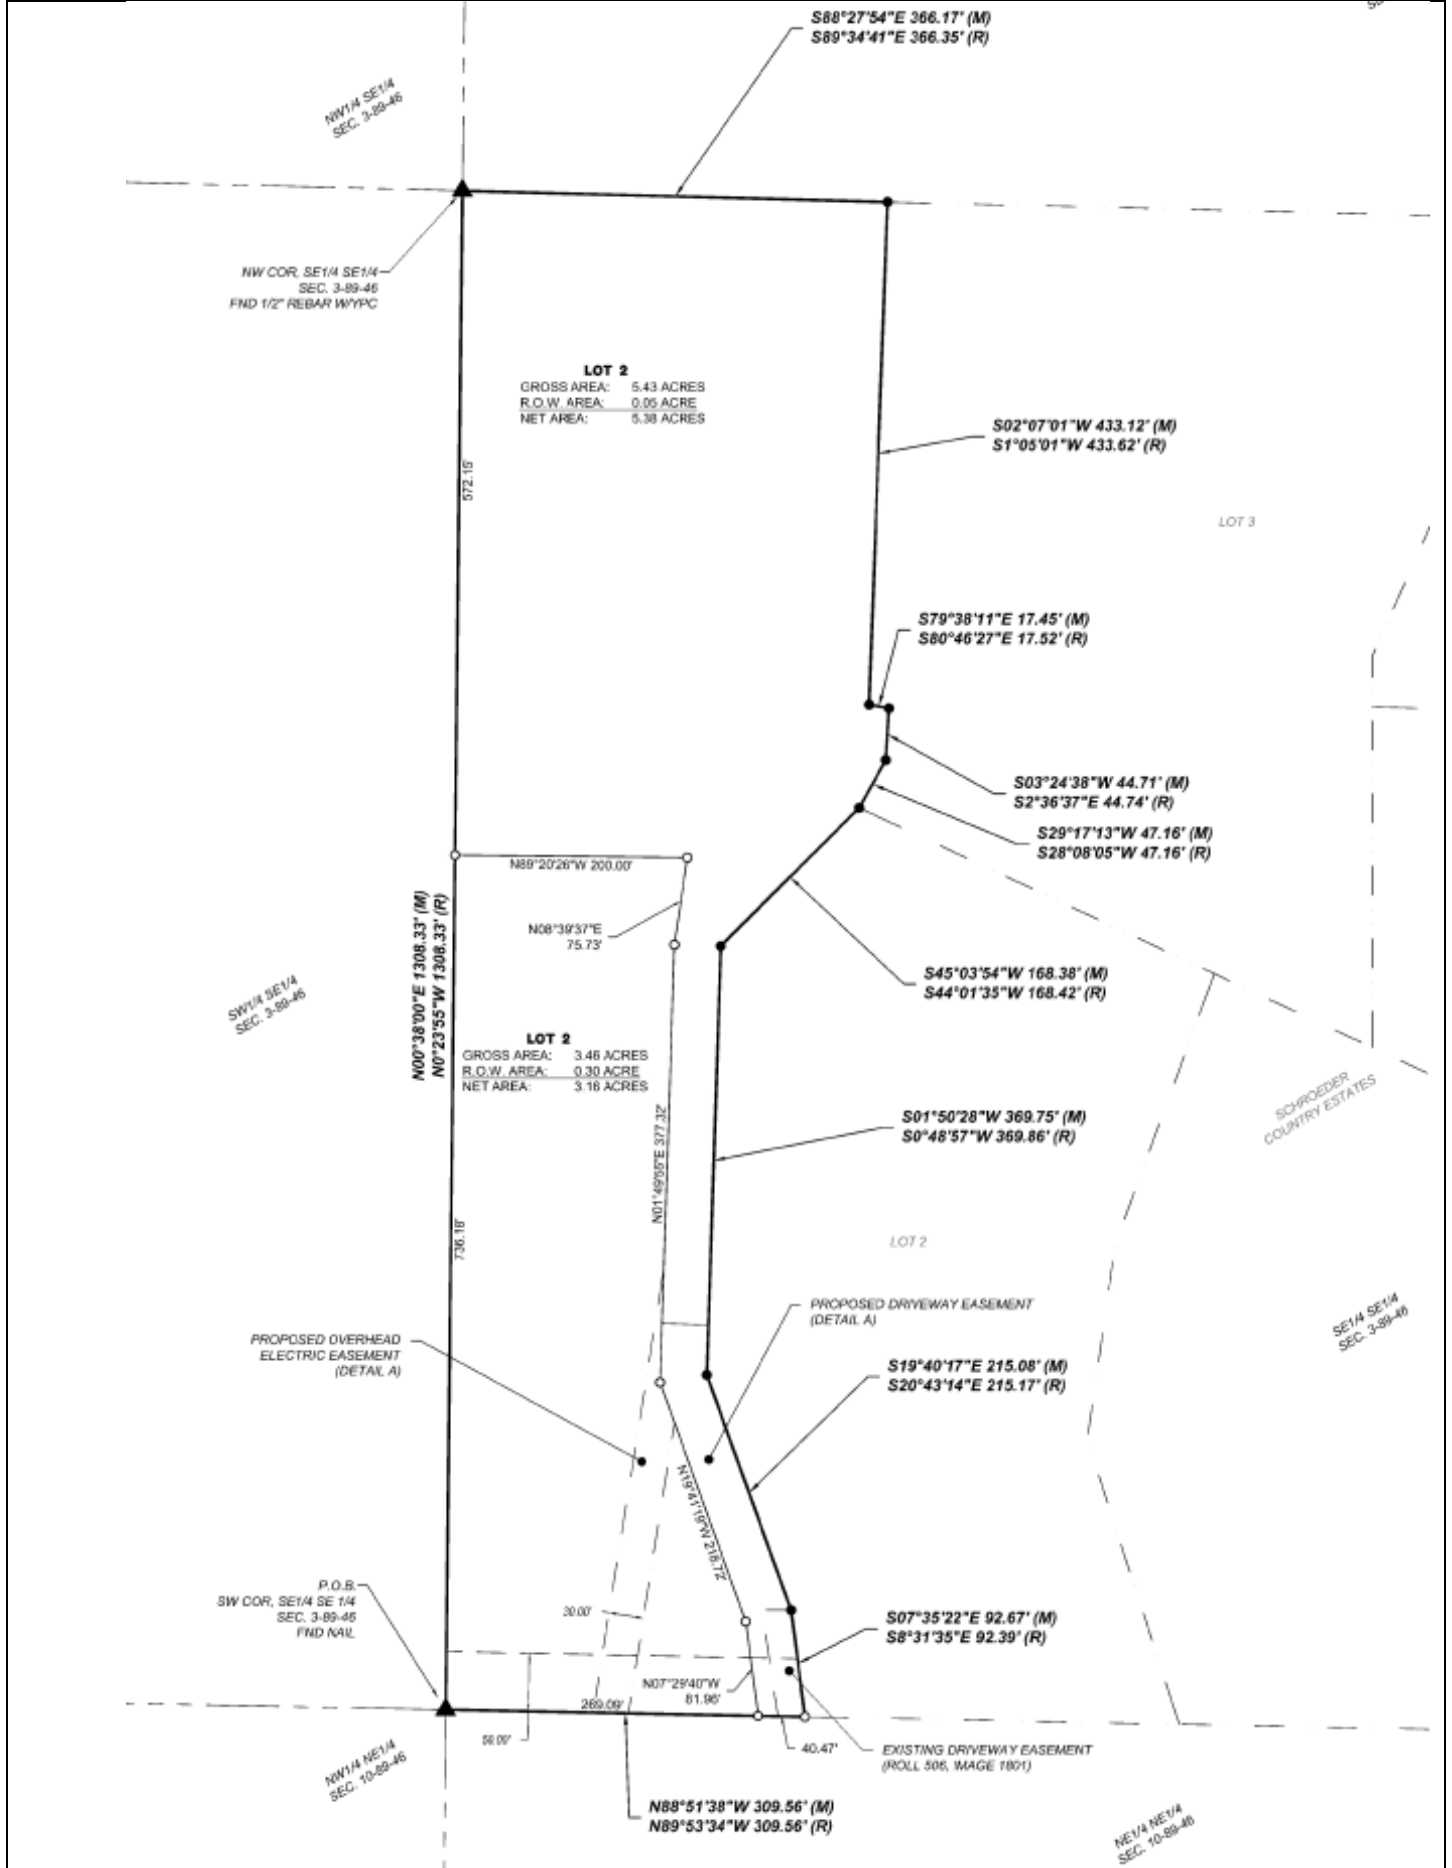 S88°27'54"E 366.17' (M)
S89°34'41"E 366.35' (R)
NW1/4 SE1/4
SEC. 3-89-46
NW COR, SE1/4 SE1/4
SEC. 3-89-46
FND 1/2" REBAR W/YPC
LOT 2
GROSS AREA: 5.43 ACRES
R.O.W. AREA: 0.05 ACRE
NET AREA: 5.38 ACRES
S02°07'01"W 433.12' (M)
S1°05'01"W 433.62' (R)
572.15'
LOT 3
S79°38'11"E 17.45' (M)
S80°46'27"E 17.52' (R)
S03°24'38"W 44.71' (M)
S2°36'37"E 44.74' (R)
S29°17'13"W 47.16' (M)
S28°08'05"W 47.16' (R)
N89°20'26"W 200.00'
N08°39'37"E
75.73'
N00°38'00"E 1308.33' (M)
N0°23'55"W 1308.33' (R)
S45°03'54"W 168.38' (M)
S44°01'35"W 168.42' (R)
SW1/4 SE1/4
SEC. 3-89-46
LOT 2
GROSS AREA: 3.46 ACRES
R.O.W. AREA: 0.30 ACRE
NET AREA: 3.16 ACRES
SCHROEDER
COUNTRY ESTATES
S01°50'28"W 369.75' (M)
S0°48'57"W 369.86' (R)
N01°49'55"E 377.32'
736.18'
LOT 2
PROPOSED DRIVEWAY EASEMENT
(DETAIL A)
PROPOSED OVERHEAD
ELECTRIC EASEMENT
(DETAIL A)
SE1/4 SE1/4
SEC. 3-89-46
S19°40'17"E 215.08' (M)
S20°43'14"E 215.17' (R)
N19°41'19"W 216.72'
P.O.B.
SW COR, SE1/4 SE 1/4
SEC. 3-89-46
FND NAIL
30.00'
S07°35'22"E 92.67' (M)
S8°31'35"E 92.39' (R)
N07°29'40"W
81.96'
269.09'
50.00'
40.47'
EXISTING DRIVEWAY EASEMENT
(ROLL 506, IMAGE 1801)
NW1/4 NE1/4
SEC. 10-89-46
N88°51'38"W 309.56' (M)
N89°53'34"W 309.56' (R)
NE1/4 NE1/4
SEC. 10-89-46